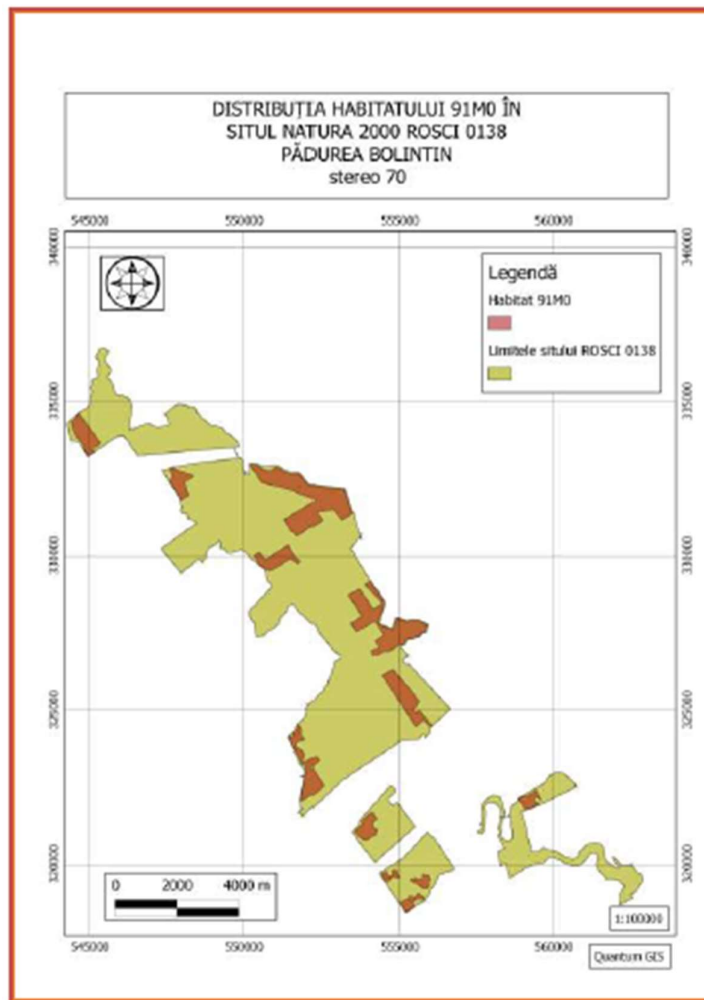 DISTRIBUȚIA HABITATULUI 91M0 ÎN
SITUL NATURA 2000 ROSCI 0138
PĂDUREA BOLINTIN
stereo 70
545000 550000 555000 560000
340000 340000
Legendă
Habitat 91M0
Limitele sitului ROSCI 0138
335000 335000
330000 330000
325000 325000
320000 320000
0 2000 4000 m
1:100000
545000 550000 555000 560000
Quantum GIS